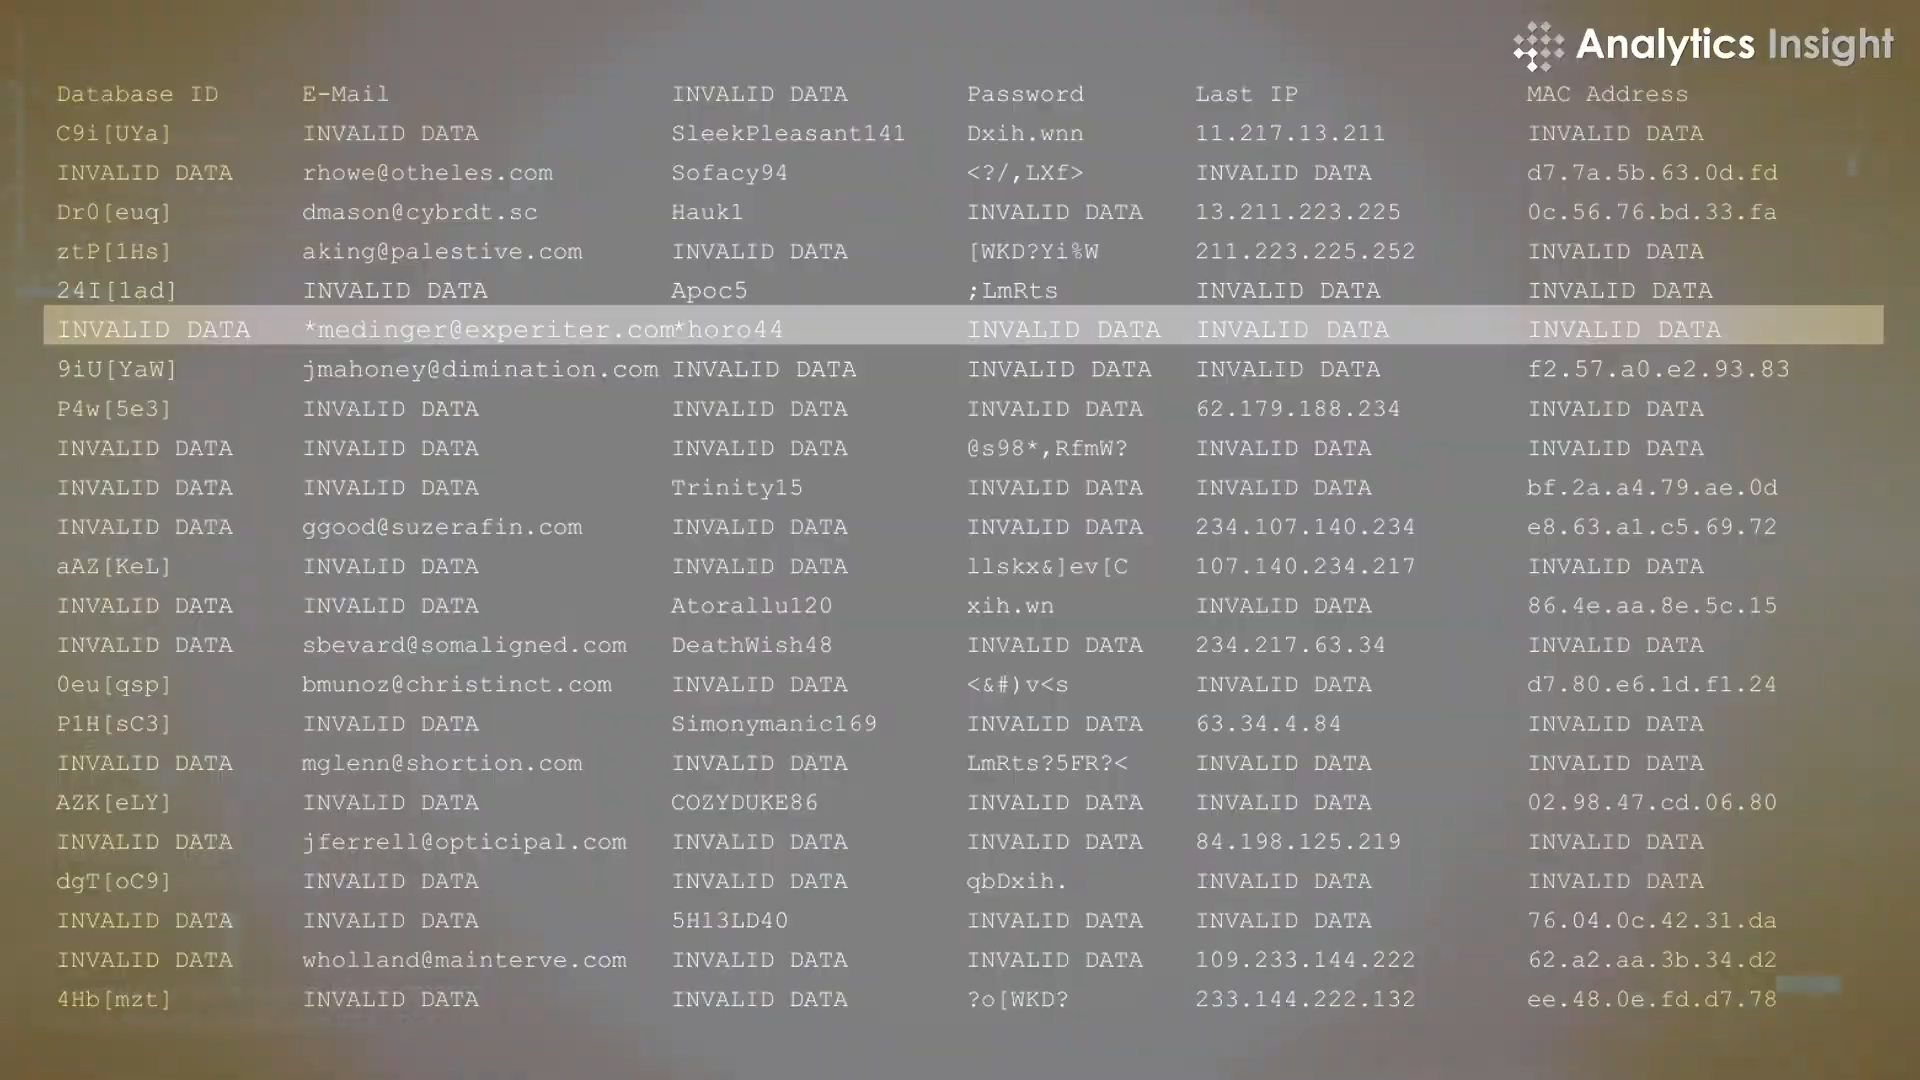 Analytics Insight
Database ID E-Mail INVALID DATA Password Last IP MAC Address
C9i[UYa] INVALID DATA SleekPleasant141 Dxih.wnn 11.217.13.211 INVALID DATA
INVALID DATA rhowe@otheles.com Sofacy94 <?/,LXf> INVALID DATA d7.7a.5b.63.0d.fd
Dr0[euq] dmason@cybrdt.sc Hauk1 INVALID DATA 13.211.223.225 0c.56.76.bd.33.fa
ztP[1Hs] aking@palestive.com INVALID DATA [WKD?Yi%W 211.223.225.252 INVALID DATA
24I[1ad] INVALID DATA Apoc5 ;LmRts INVALID DATA INVALID DATA
INVALID DATA *medinger@experiter.com*horo44 INVALID DATA INVALID DATA INVALID DATA
9iU[YaW] jmahoney@dimination.com INVALID DATA INVALID DATA INVALID DATA f2.57.a0.e2.93.83
P4w[5e3] INVALID DATA INVALID DATA INVALID DATA 62.179.188.234 INVALID DATA
INVALID DATA INVALID DATA INVALID DATA @s98*,RfmW? INVALID DATA INVALID DATA
INVALID DATA INVALID DATA Trinity15 INVALID DATA INVALID DATA bf.2a.a4.79.ae.0d
INVALID DATA ggood@suzerafin.com INVALID DATA INVALID DATA 234.107.140.234 e8.63.a1.c5.69.72
aAZ[KeL] INVALID DATA INVALID DATA llskx&]ev[C 107.140.234.217 INVALID DATA
INVALID DATA INVALID DATA Atorallu120 xih.wn INVALID DATA 86.4e.aa.8e.5c.15
INVALID DATA sbevard@somaligned.com DeathWish48 INVALID DATA 234.217.63.34 INVALID DATA
0eu[qsp] bmunoz@christinct.com INVALID DATA <&#)v<s INVALID DATA d7.80.e6.1d.f1.24
P1H[sC3] INVALID DATA Simonymanic169 INVALID DATA 63.34.4.84 INVALID DATA
INVALID DATA mglenn@shortion.com INVALID DATA LmRts?5FR?< INVALID DATA INVALID DATA
AZK[eLY] INVALID DATA COZYDUKE86 INVALID DATA INVALID DATA 02.98.47.cd.06.80
INVALID DATA jferrell@opticipal.com INVALID DATA INVALID DATA 84.198.125.219 INVALID DATA
dgT[oC9] INVALID DATA INVALID DATA qbDxih. INVALID DATA INVALID DATA
INVALID DATA INVALID DATA 5H13LD40 INVALID DATA INVALID DATA 76.04.0c.42.31.da
INVALID DATA wholland@mainterve.com INVALID DATA INVALID DATA 109.233.144.222 62.a2.aa.3b.34.d2
4Hb[mzt] INVALID DATA INVALID DATA ?o[WKD? 233.144.222.132 ee.48.0e.fd.d7.78